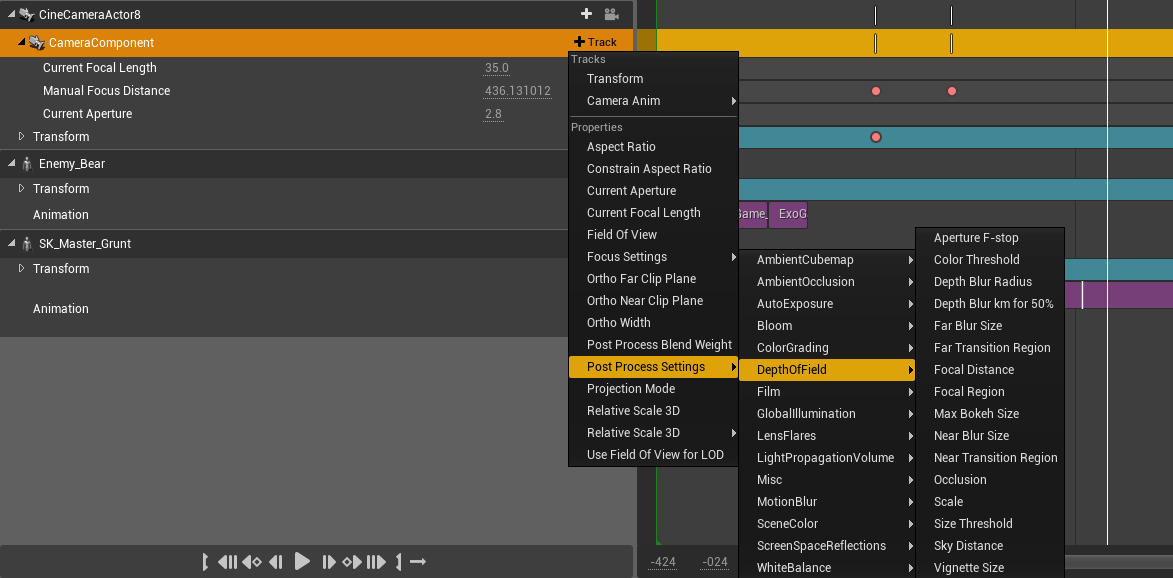 CineCameraActor8
CameraComponent
Track
Current Focal Length 35.0
Manual Focus Distance 436.131012
Current Aperture 2.8
Transform
Enemy_Bear
Transform
Animation
SK_Master_Grunt
Transform
Animation
Tracks
Transform
Camera Anim
Properties
Aspect Ratio
Constrain Aspect Ratio
Current Aperture
Current Focal Length
Field Of View
Focus Settings
Ortho Far Clip Plane
Ortho Near Clip Plane
Ortho Width
Post Process Blend Weight
Post Process Settings
Projection Mode
Relative Scale 3D
Relative Scale 3D
Use Field Of View for LOD
Game_
ExoG
AmbientCubemap
AmbientOcclusion
AutoExposure
Bloom
ColorGrading
DepthOfField
Film
GlobalIllumination
LensFlares
LightPropagationVolume
Misc
MotionBlur
SceneColor
ScreenSpaceReflections
WhiteBalance
Aperture F-stop
Color Threshold
Depth Blur Radius
Depth Blur km for 50%
Far Blur Size
Far Transition Region
Focal Distance
Focal Region
Max Bokeh Size
Near Blur Size
Near Transition Region
Occlusion
Scale
Size Threshold
Sky Distance
Vignette Size
-424 -024